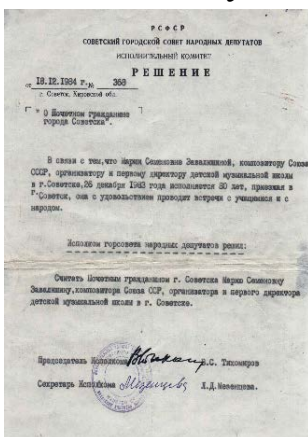 РСФСР
СОВЕТСКИЙ ГОРОДСКОЙ СОВЕТ НАРОДНЫХ ДЕПУТАТОВ
ИСПОЛНИТЕЛЬНЫЙ КОМИТЕТ
РЕШЕНИЕ
от 18.12.1984 г. № 368
г. Советск, Кировской обл.
" О Почетном гражданине
города Советска".
В связи с тем, что Марии Семеновне Завалишиной, композитору Союза
СССР, организатору и первому директору детской музыкальной школы
в г.Советске, 26 декабря 1983 года исполняется 80 лет, приезжая в
г.Советск, она с удовольствием проводит встречи с учащимися и с
народом.
Исполком горсовета народных депутатов решил:
Считать Почетным гражданином г. Советска Марию Семеновну
Завалишину, композитора Союза ССР, организатора и первого директора
детской музыкальной школы в г. Советске.
Председатель Исполкома В.С. Тихомиров
Секретарь Исполкома Л.Д. Мезенцева.